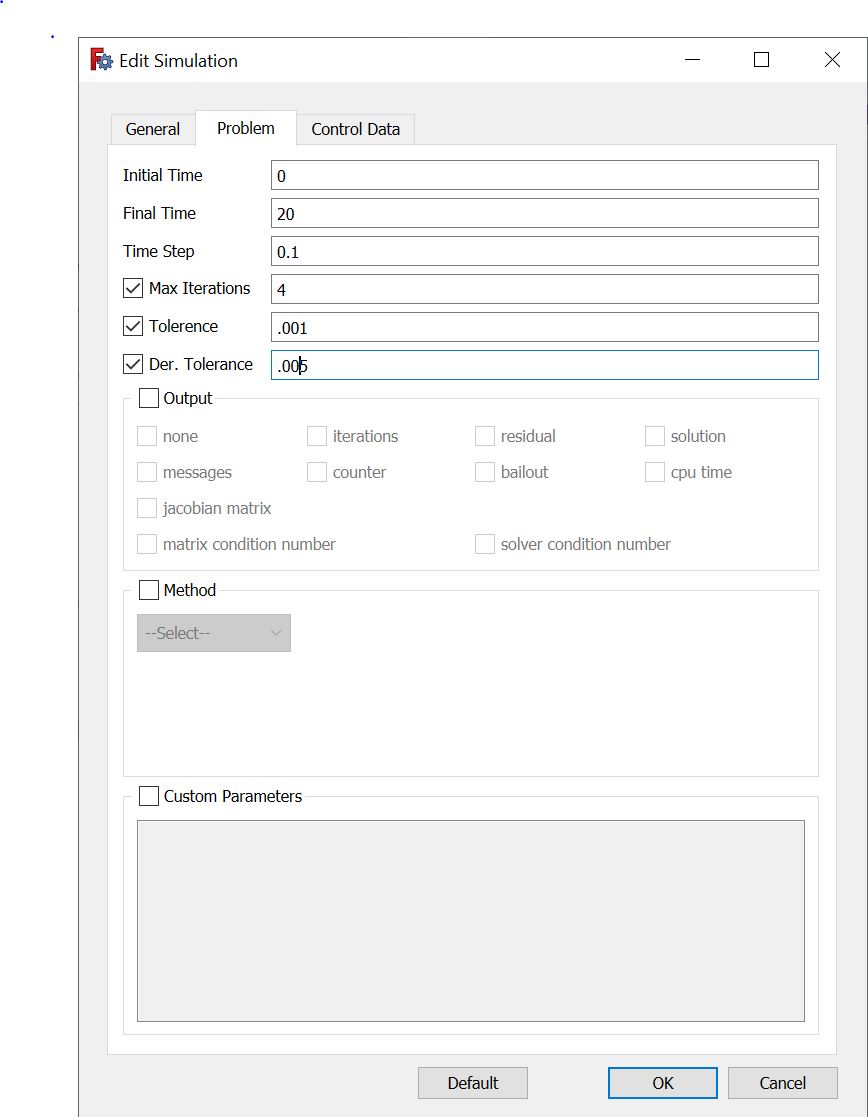 Edit Simulation
General Problem Control Data
Initial Time 0
Final Time 20
Time Step 0.1
Max Iterations 4
Tolerence .001
Der. Tolerance .005
Output
none iterations residual solution
messages counter bailout cpu time
jacobian matrix
matrix condition number solver condition number
Method
--Select--
Custom Parameters
Default OK Cancel